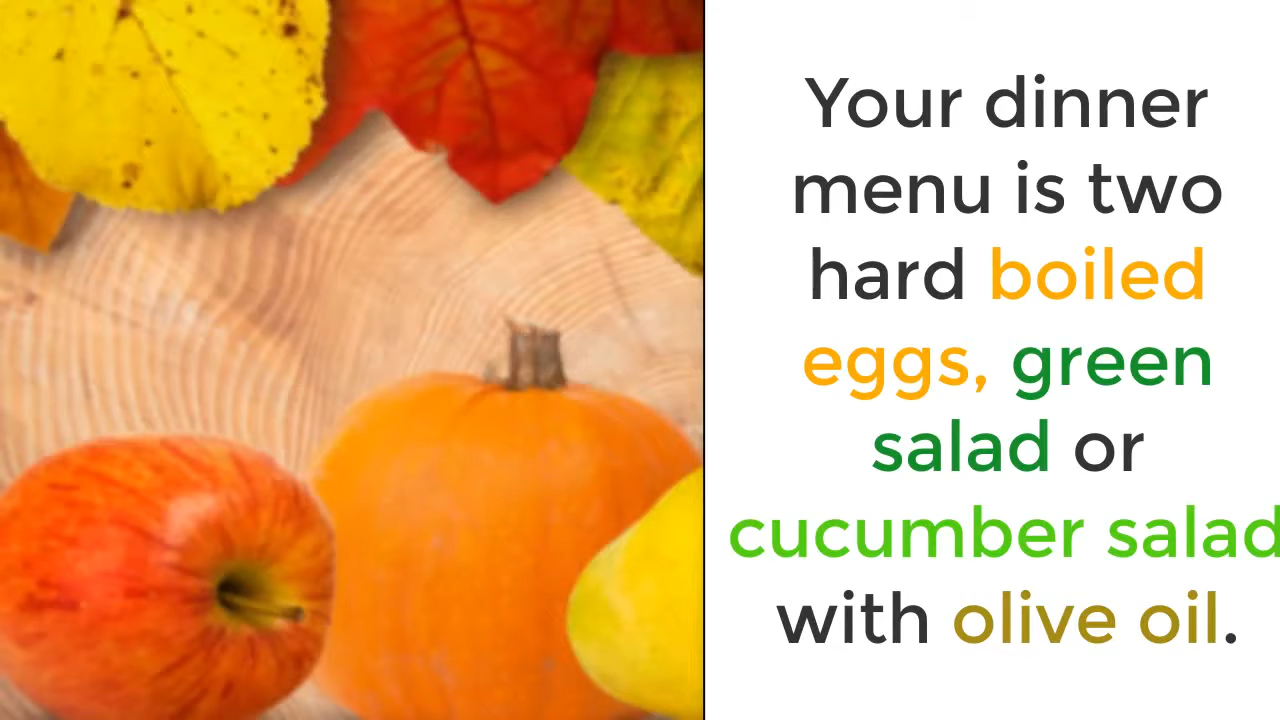 Your dinner
menu is two
hard boiled
eggs, green
salad or
cucumber salad
with olive oil.